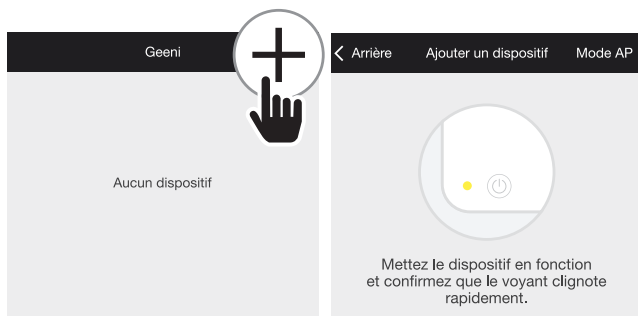 Geeni
Aucun dispositif
Arrière Ajouter un dispositif Mode AP
Mettez le dispositif en fonction
et confirmez que le voyant clignote
rapidement.